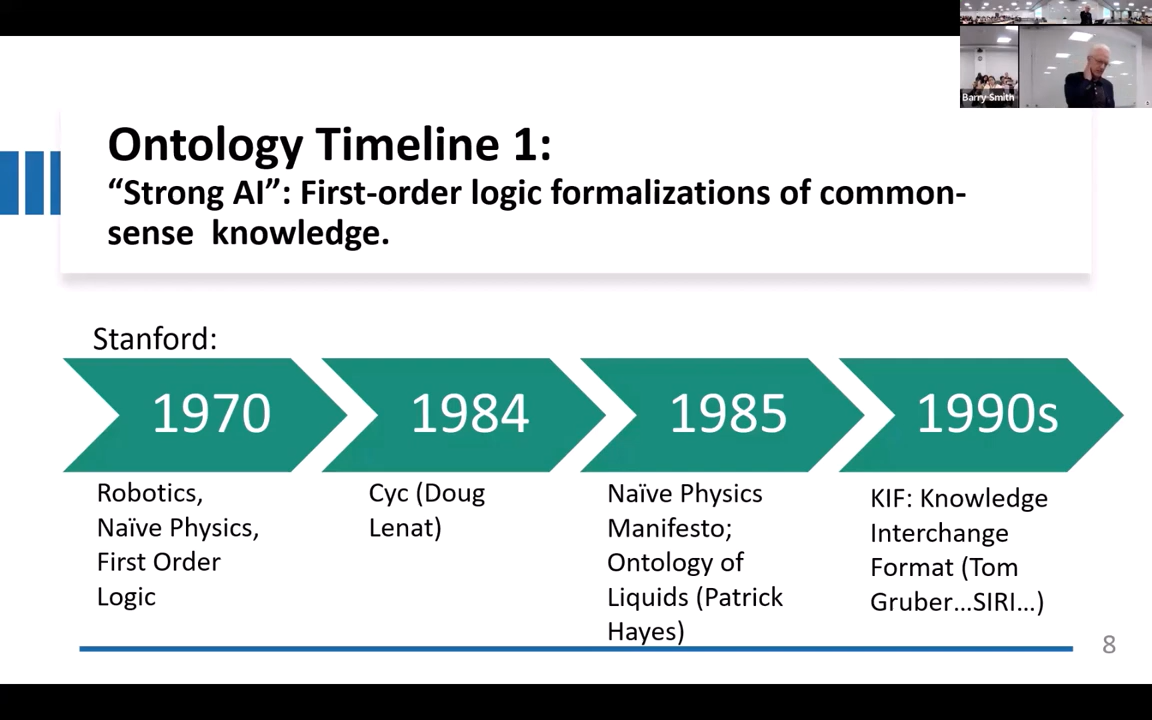 Barry Smith
Ontology Timeline 1:
“Strong AI”: First-order logic formalizations of common-
sense  knowledge.
Stanford:
1970
1984
1985
1990s
Robotics,
Naïve Physics,
First Order
Logic
Cyc (Doug
Lenat)
Naïve Physics
Manifesto;
Ontology of
Liquids (Patrick
Hayes)
KIF: Knowledge
Interchange
Format (Tom
Gruber…SIRI…)
8